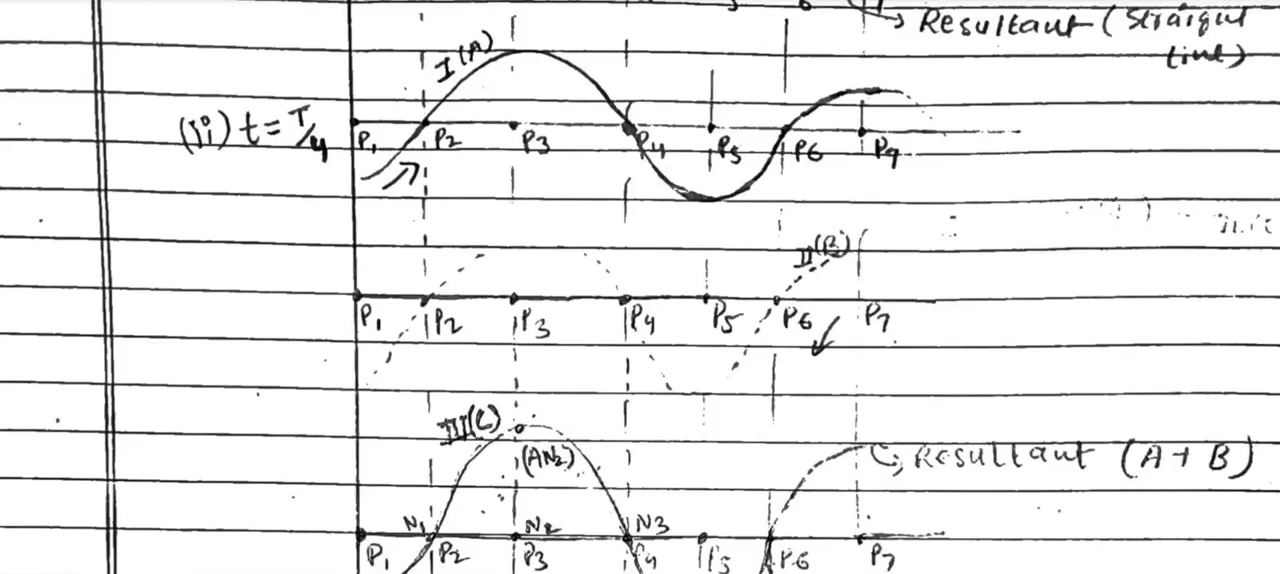 → Resultant (Straight
line)
I(A)
(ii) t = T/4
P1 P2 P3 P4 P5 P6 P9
II(B)
P1 P2 P3 P4 P5 P6 P7
III(C)
(AN2)
C, Resultant (A+B)
N1 N2 N3
P1 P2 P3 P4 P5 P6 P7